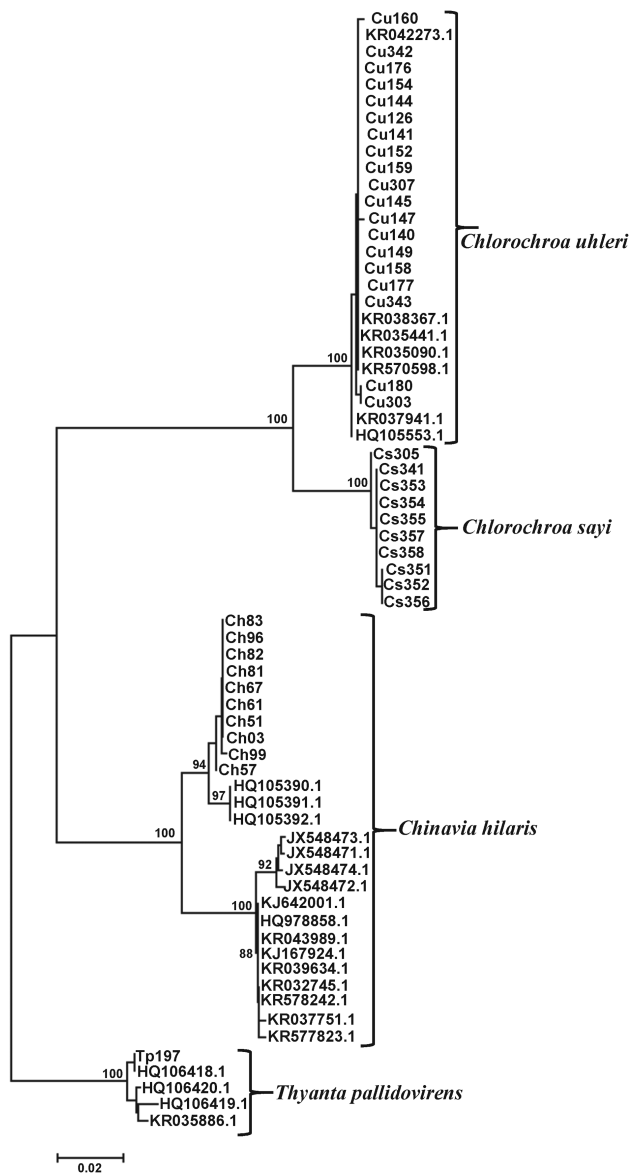 Cu160
KR042273.1
Cu342
Cu176
Cu154
Cu144
Cu126
Cu141
Cu152
Cu159
Cu307
Cu145
Cu147
Cu140
Cu149
Cu158
Cu177
Cu343
KR038367.1
KR035441.1
KR035090.1
KR570598.1
Cu180
Cu303
KR037941.1
HQ105553.1
Chlorochroa uhleri
100
100
Cs305
Cs341
Cs353
Cs354
Cs355
Cs357
Cs358
Cs351
Cs352
Cs356
Chlorochroa sayi
100
Ch83
Ch96
Ch82
Ch81
Ch67
Ch61
Ch51
Ch03
Ch99
Ch57
94
HQ105390.1
HQ105391.1
HQ105392.1
97
Chinavia hilaris
100
JX548473.1
JX548471.1
JX548474.1
JX548472.1
92
KJ642001.1
HQ978858.1
KR043989.1
KJ167924.1
KR039634.1
KR032745.1
KR578242.1
KR037751.1
KR577823.1
100
88
Tp197
HQ106418.1
HQ106420.1
HQ106419.1
KR035886.1
100
Thyanta pallidovirens
0.02